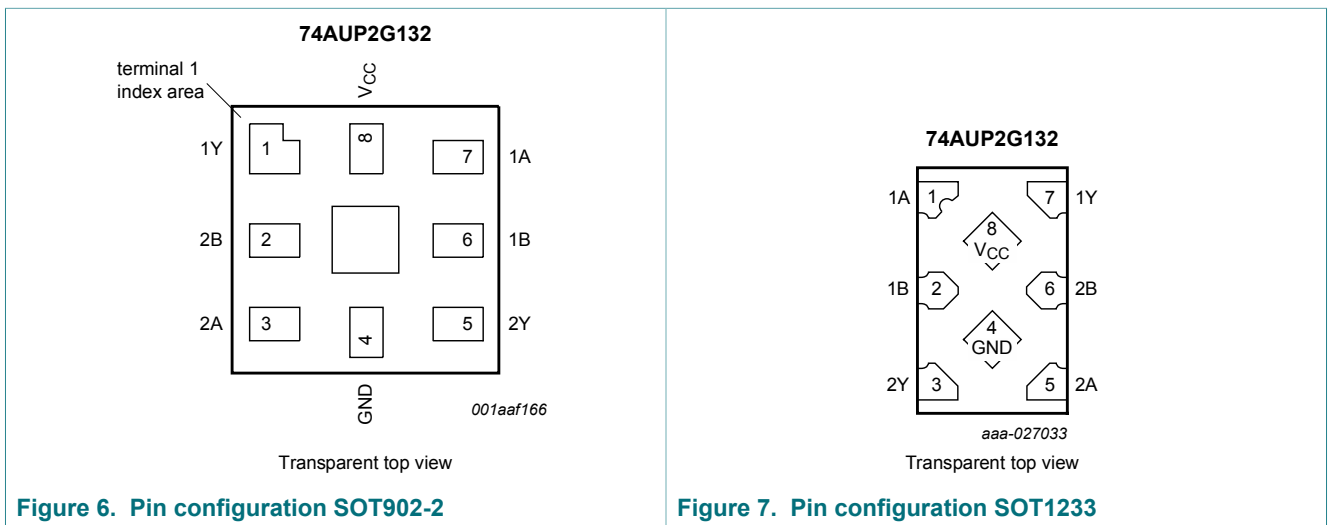 74AUP2G132
terminal 1
index area
VCC
1Y 1 8 7 1A
2B 2 6 1B
2A 3 4 5 2Y
GND
001aaf166
Transparent top view
Figure 6. Pin configuration SOT902-2
74AUP2G132
1A 1 7 1Y
8
VCC
1B 2 6 2B
4
GND
2Y 3 5 2A
aaa-027033
Transparent top view
Figure 7. Pin configuration SOT1233